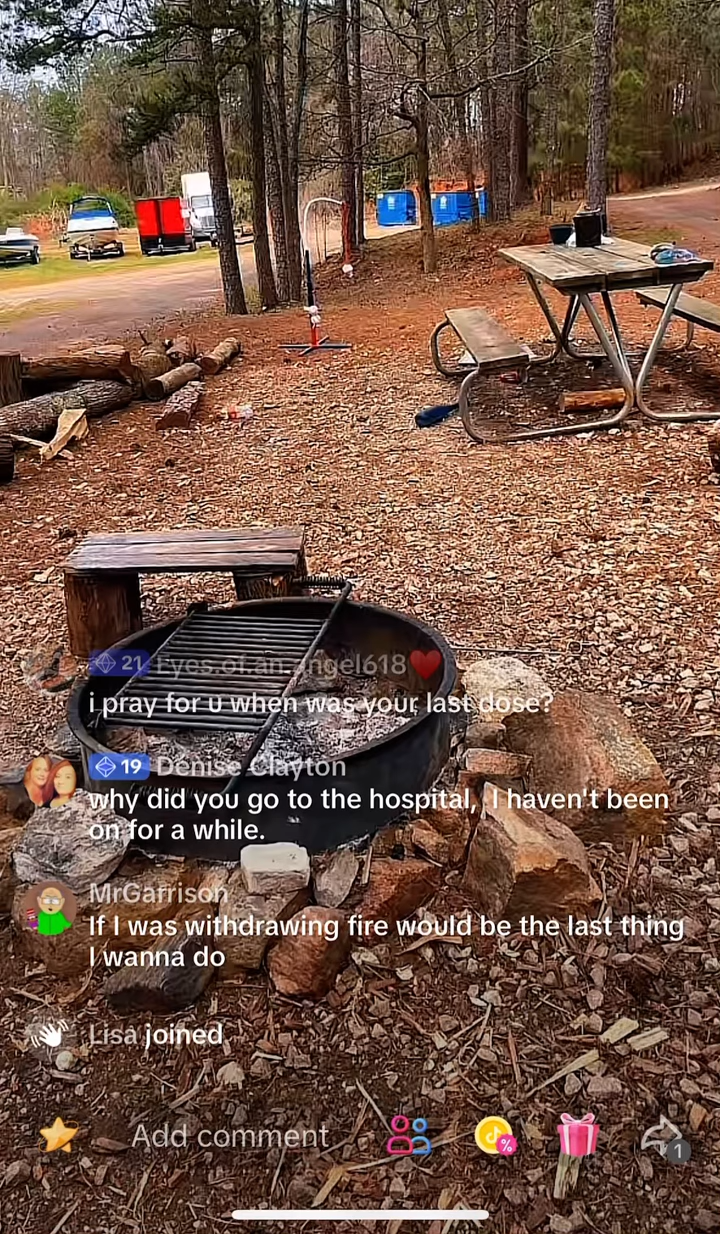 21 Eyes.of.an.angel618❤️
i pray for u when was your last dose?
19 Denise Clayton
why did you go to the hospital, I haven't been
on for a while.
MrGarrison
If I was withdrawing fire would be the last thing
I wanna do
Lisa joined
Add comment
%
1